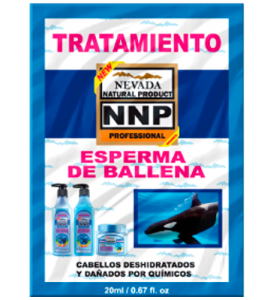 TRATAMIENTO
NEW
NEVADA
NATURAL PRODUCT
NNP
PROFESSIONAL
ESPERMA
DE BALLENA
CABELLOS DESHIDRATADOS
Y DAÑADOS POR QUÍMICOS
20ml / 0.67 fl. oz